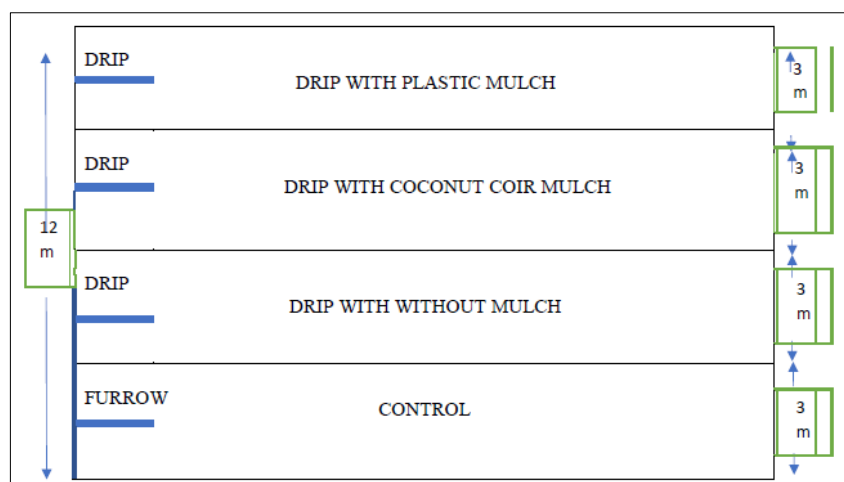 DRIP
DRIP WITH PLASTIC MULCH
3
m
DRIP
DRIP WITH COCONUT COIR MULCH
3
m
12
m
DRIP
DRIP WITH WITHOUT MULCH
3
m
FURROW
CONTROL
3
m